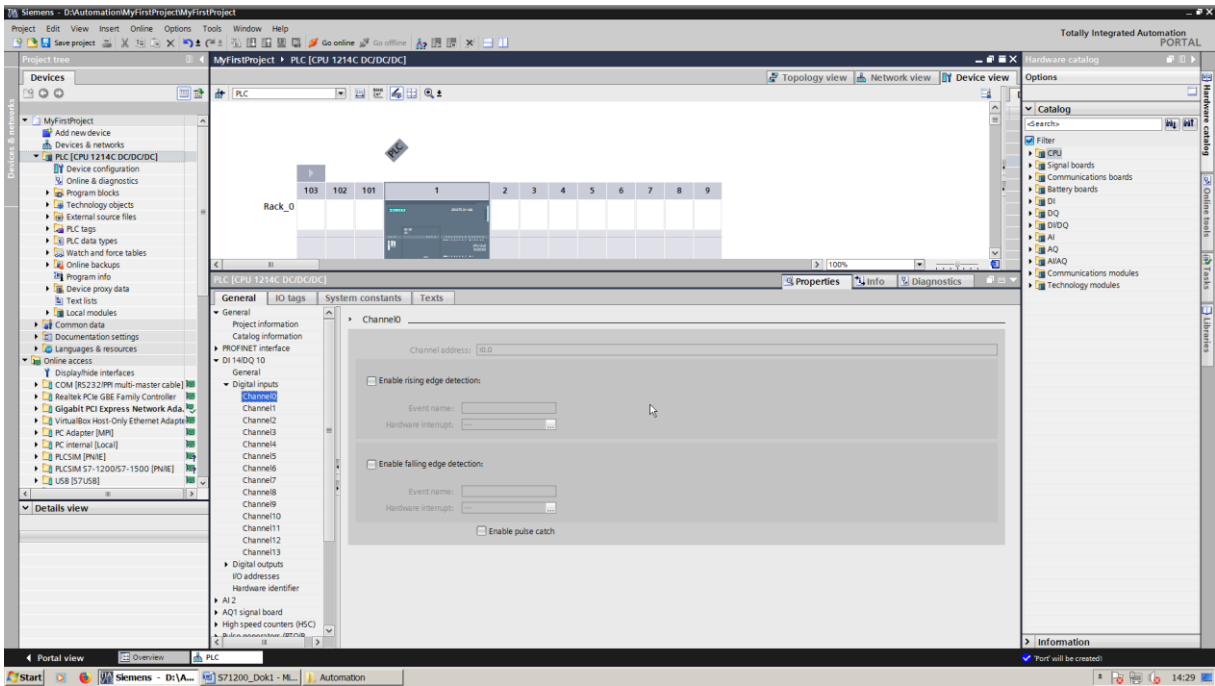 Siemens - D:\Automation\MyFirstProject\MyFirstProject
Project Edit View Insert Online Options Tools Window Help
Save project Go online Go offline
Totally Integrated Automation
PORTAL
Project tree
Devices
Devices & networks
MyFirstProject
Add new device
Devices & networks
PLC [CPU 1214C DC/DC/DC]
Device configuration
Online & diagnostics
Program blocks
Technology objects
External source files
PLC tags
PLC data types
Watch and force tables
Online backups
Program info
Device proxy data
Text lists
Local modules
Common data
Documentation settings
Languages & resources
Online access
Display/hide interfaces
COM [RS232/PPI multi-master cable]
Realtek PCIe GBE Family Controller
Gigabit PCI Express Network Ada.
VirtualBox Host-Only Ethernet Adapte
PC Adapter [MPI]
PC internal [Local]
PLCSIM [PN/IE]
PLCSIM S7-1200/S7-1500 [PN/IE]
USB [S7USB]
Details view
MyFirstProject PLC [CPU 1214C DC/DC/DC]
Topology view Network view Device view
PLC
PLC
103 102 101 1 2 3 4 5 6 7 8 9
Rack_0
SIEMENS
100%
PLC [CPU 1214C DC/DC/DC]
Properties Info Diagnostics
General IO tags System constants Texts
General
Project information
Catalog information
PROFINET interface
DI 14/DQ 10
General
Digital inputs
Channel0
Channel1
Channel2
Channel3
Channel4
Channel5
Channel6
Channel7
Channel8
Channel9
Channel10
Channel11
Channel12
Channel13
Digital outputs
I/O addresses
Hardware identifier
AI 2
AQ1 signal board
High speed counters (HSC)
Pulse generators (PTO/P
Channel0
Channel address: I0.0
Enable rising edge detection:
Event name:
Hardware interrupt: ---
...
Enable falling edge detection:
Event name:
Hardware interrupt: ---
...
Enable pulse catch
Hardware catalog
Options
Catalog
<Search>
Filter
CPU
Signal boards
Communications boards
Battery boards
DI
DQ
DI/DQ
AI
AQ
AI/AQ
Communications modules
Technology modules
Information
Hardware catalog
Online tools
Tasks
Libraries
Portal view Overview PLC
'Port' will be created!
Start Siemens - D:\A... S71200_Dok1 - Mi... Automation 14:29